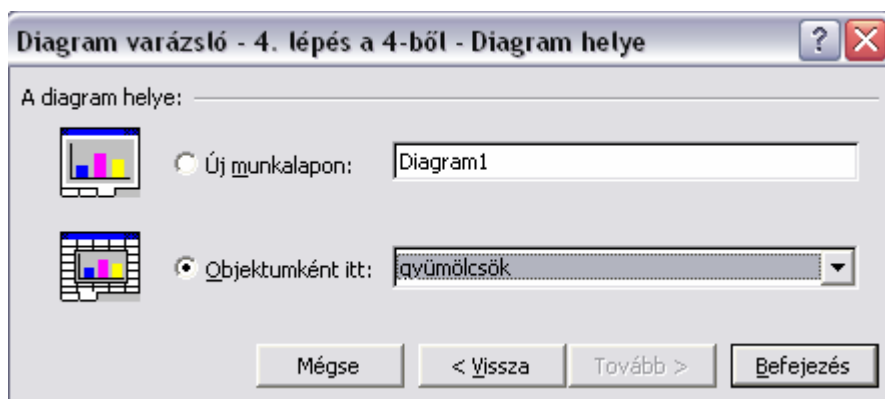 Diagram varázsló - 4. lépés a 4-ből - Diagram helye ?
A diagram helye:
Új munkalapon: Diagram1
Objektumként itt: gyümölcsök
Mégse < Vissza Tovább > Befejezés